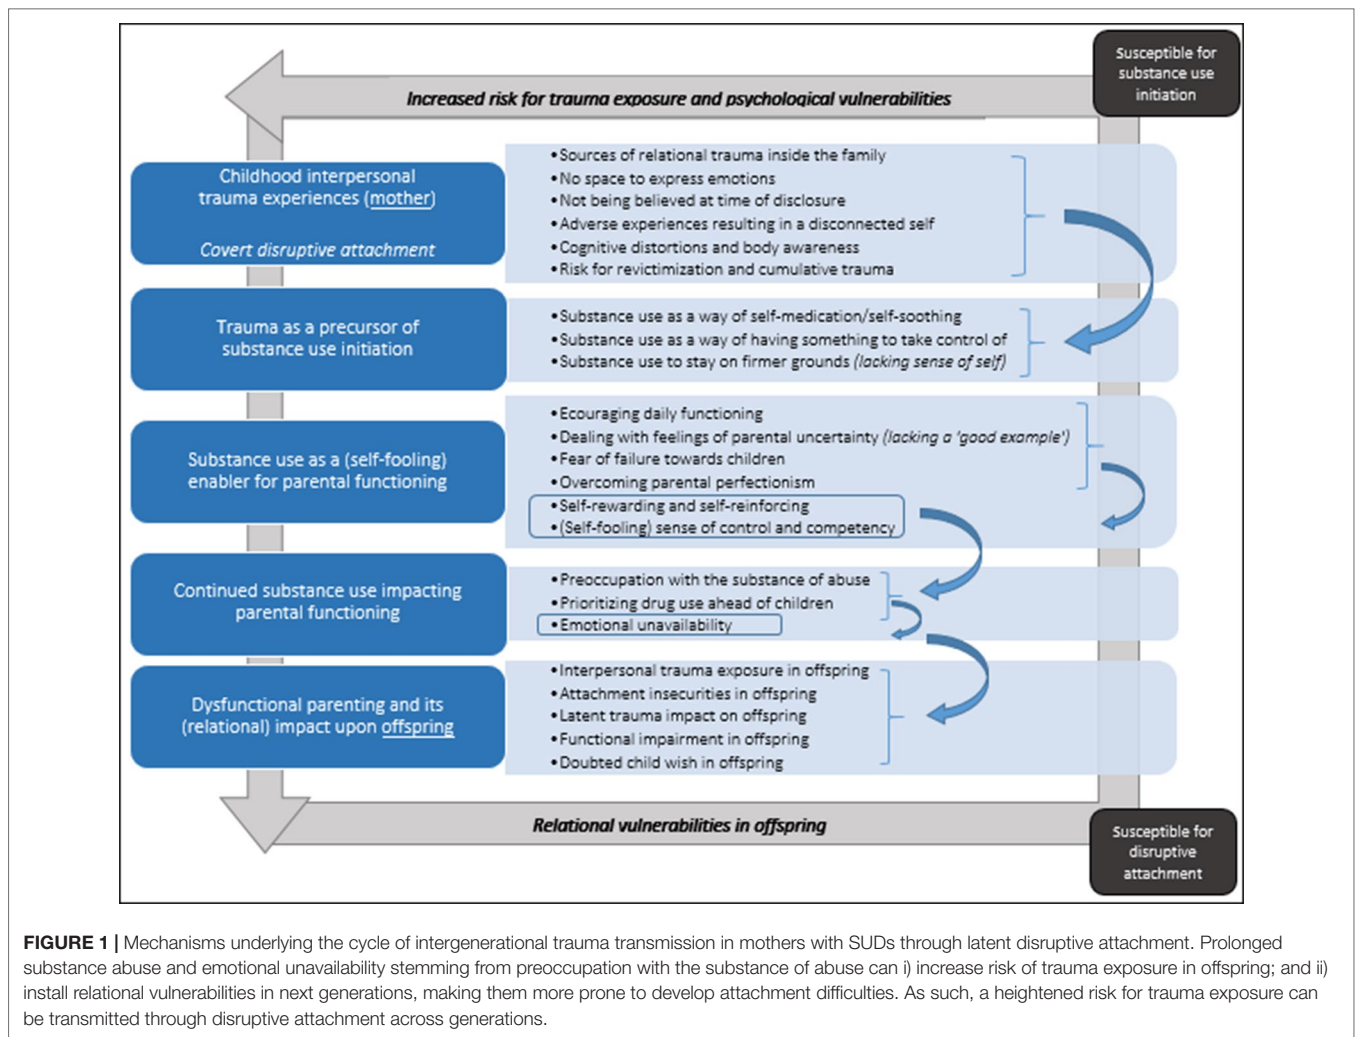 Susceptible for
substance use
initiation
Increased risk for trauma exposure and psychological vulnerabilities
Childhood interpersonal
trauma experiences (mother)
Covert disruptive attachment
•Sources of relational trauma inside the family
•No space to express emotions
•Not being believed at time of disclosure
•Adverse experiences resulting in a disconnected self
•Cognitive distortions and body awareness
•Risk for revictimization and cumulative trauma
Trauma as a precursor of
substance use initiation
•Substance use as a way of self-medication/self-soothing
•Substance use as a way of having something to take control of
•Substance use to stay on firmer grounds (lacking sense of self)
Substance use as a (self-fooling)
enabler for parental functioning
•Ecouraging daily functioning
•Dealing with feelings of parental uncertainty (lacking a 'good example')
•Fear of failure towards children
•Overcoming parental perfectionism
•Self-rewarding and self-reinforcing
•(Self-fooling) sense of control and competency
Continued substance use impacting
parental functioning
•Preoccupation with the substance of abuse
•Prioritizing drug use ahead of children
•Emotional unavailability
Dysfunctional parenting and its
(relational) impact upon offspring
•Interpersonal trauma exposure in offspring
•Attachment insecurities in offspring
•Latent trauma impact on offspring
•Functional impairment in offspring
•Doubted child wish in offspring
Relational vulnerabilities in offspring
Susceptible for
disruptive
attachment
FIGURE 1 | Mechanisms underlying the cycle of intergenerational trauma transmission in mothers with SUDs through latent disruptive attachment. Prolonged
substance abuse and emotional unavailability stemming from preoccupation with the substance of abuse can i) increase risk of trauma exposure in offspring; and ii)
install relational vulnerabilities in next generations, making them more prone to develop attachment difficulties. As such, a heightened risk for trauma exposure can
be transmitted through disruptive attachment across generations.